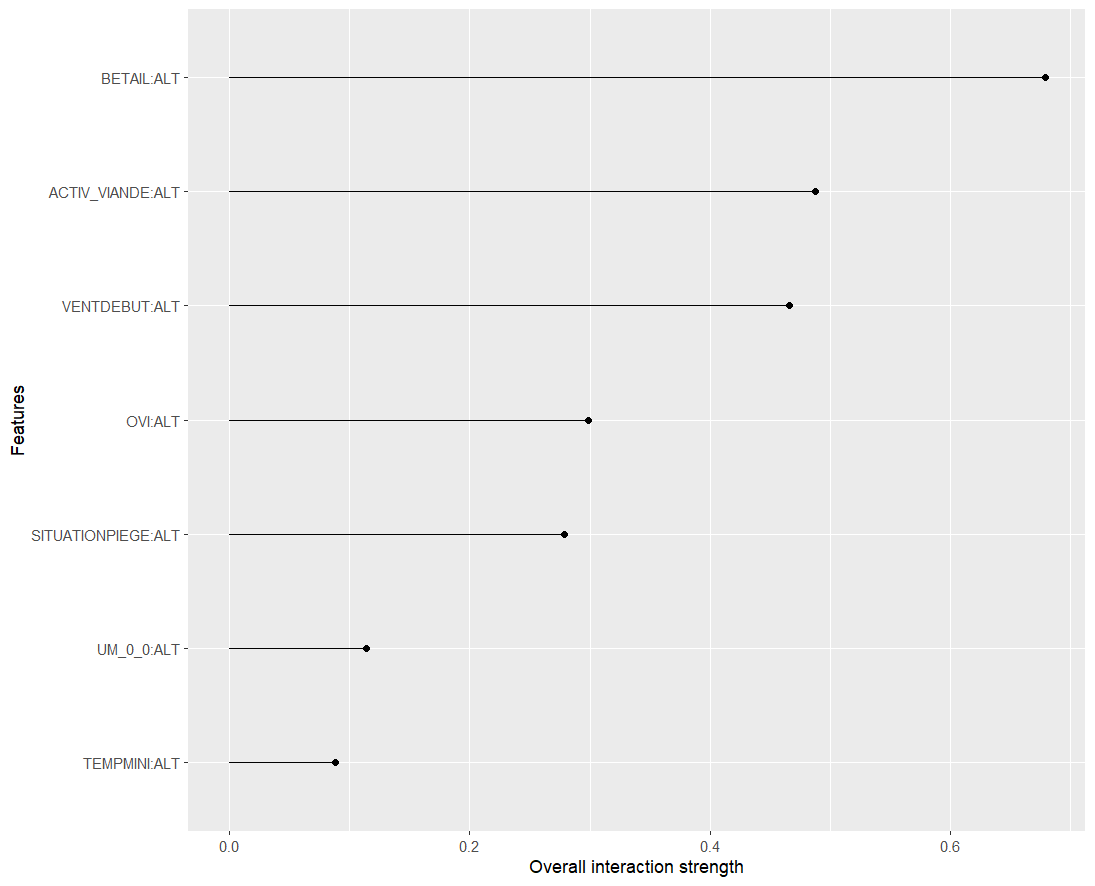 BETAIL:ALT
ACTIV_VIANDE:ALT
VENTDEBUT:ALT
OVI:ALT
SITUATIONPIEGE:ALT
UM_0_0:ALT
TEMPMINI:ALT
Features
0.0 0.2 0.4 0.6
Overall interaction strength